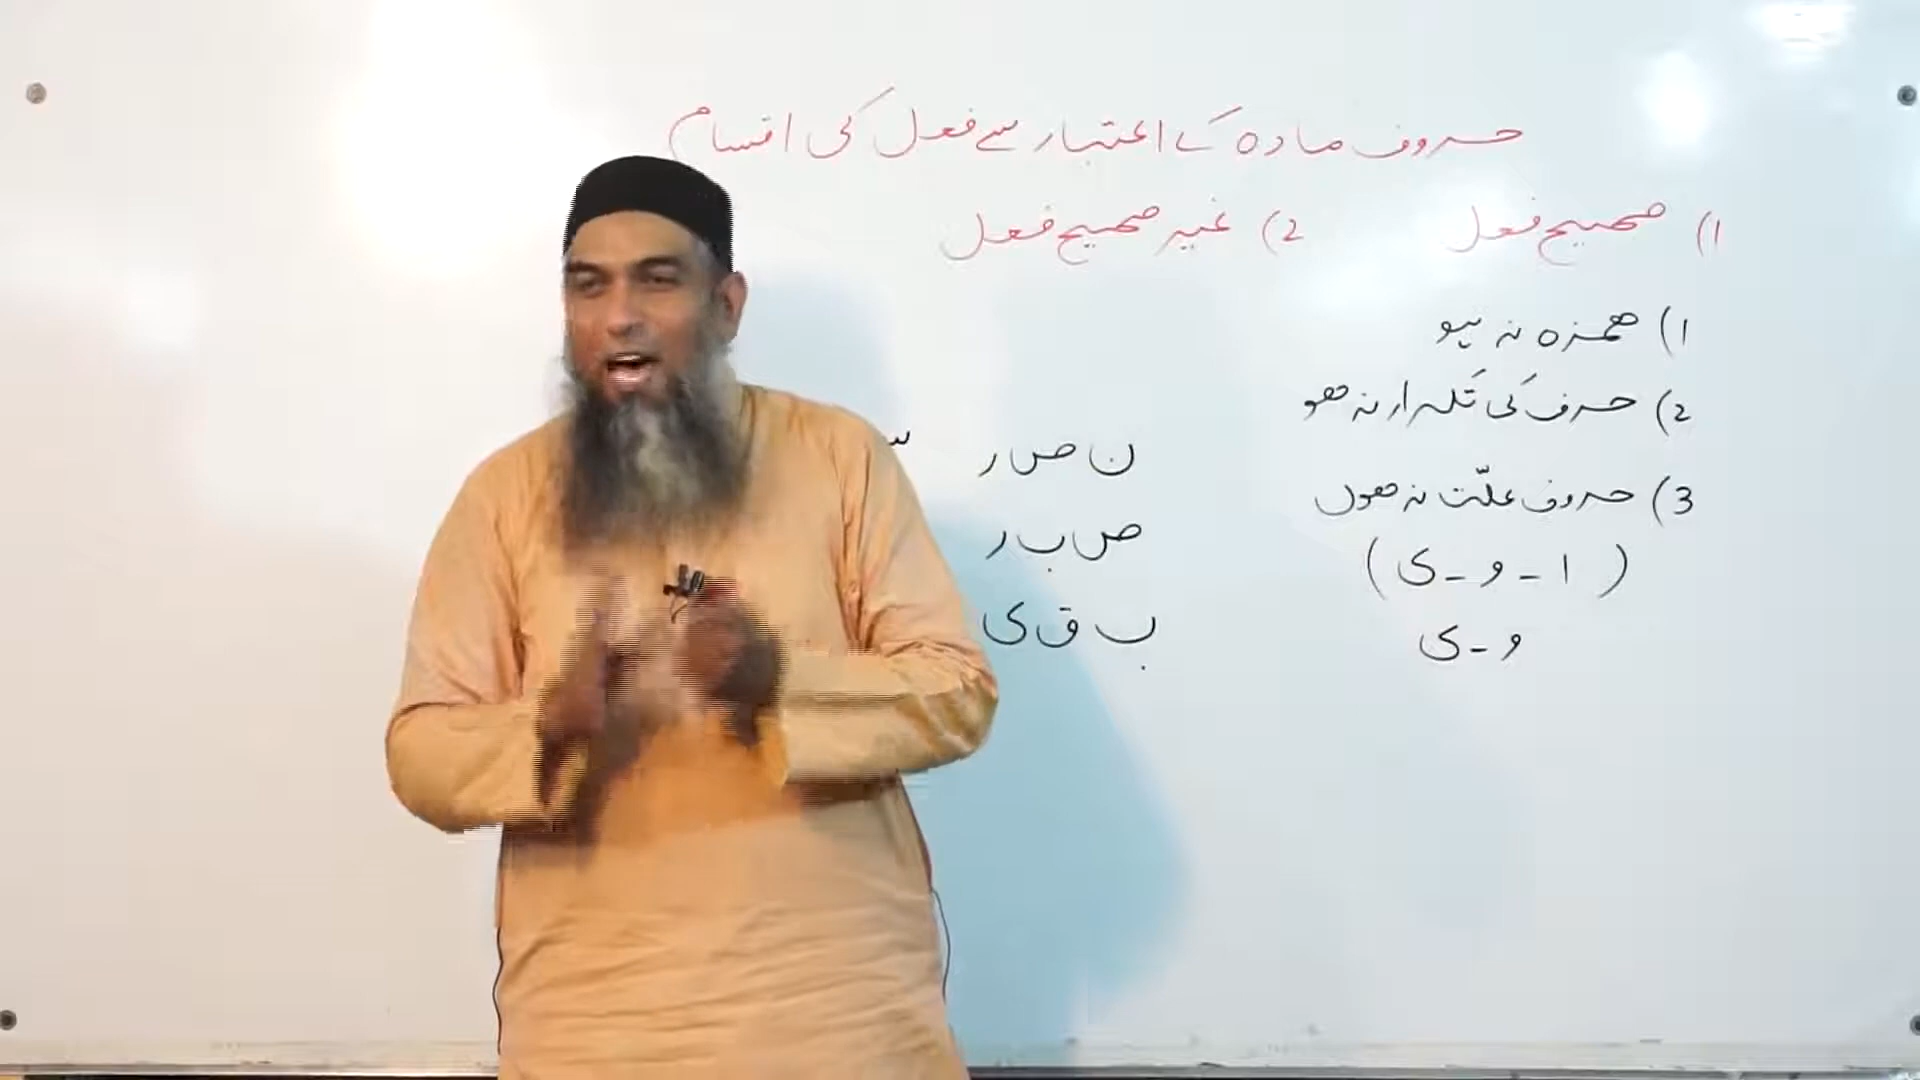 حروف مادہ کے اعتبار سے فعل کی اقسام
1) صحیح فعل 2) غیر صحیح فعل
1) ھمزہ نہ ہو
2) حرف کی تکرار نہ ھو
3) حروف علّت نہ ھوں
( ا - و - ی )
و - ی
ن ص ر
ص ب ر
ب ق ی